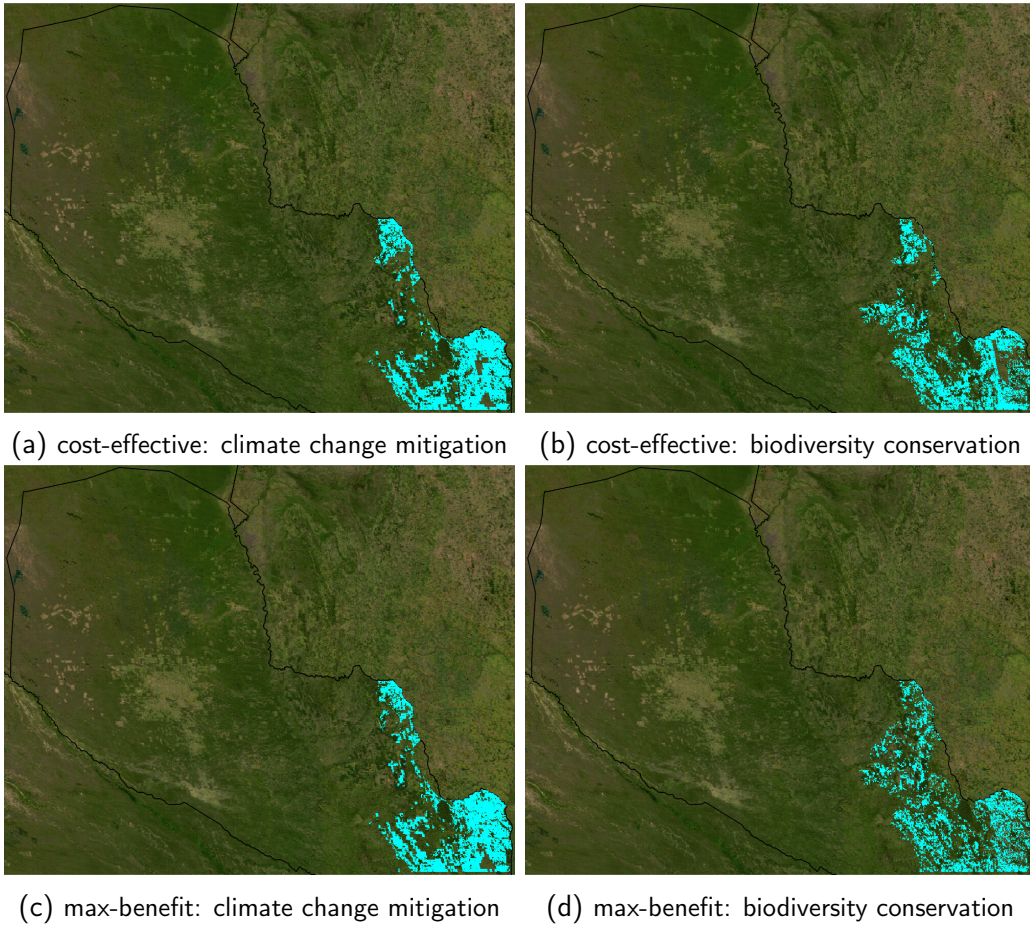 (a) cost-effective: climate change mitigation
(b) cost-effective: biodiversity conservation
(c) max-benefit: climate change mitigation
(d) max-benefit: biodiversity conservation